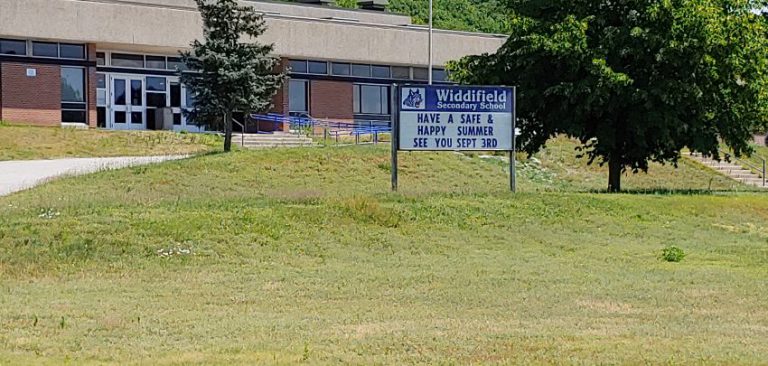 Widdifield
Secondary School
HAVE A SAFE &
HAPPY SUMMER
SEE YOU SEPT 3RD